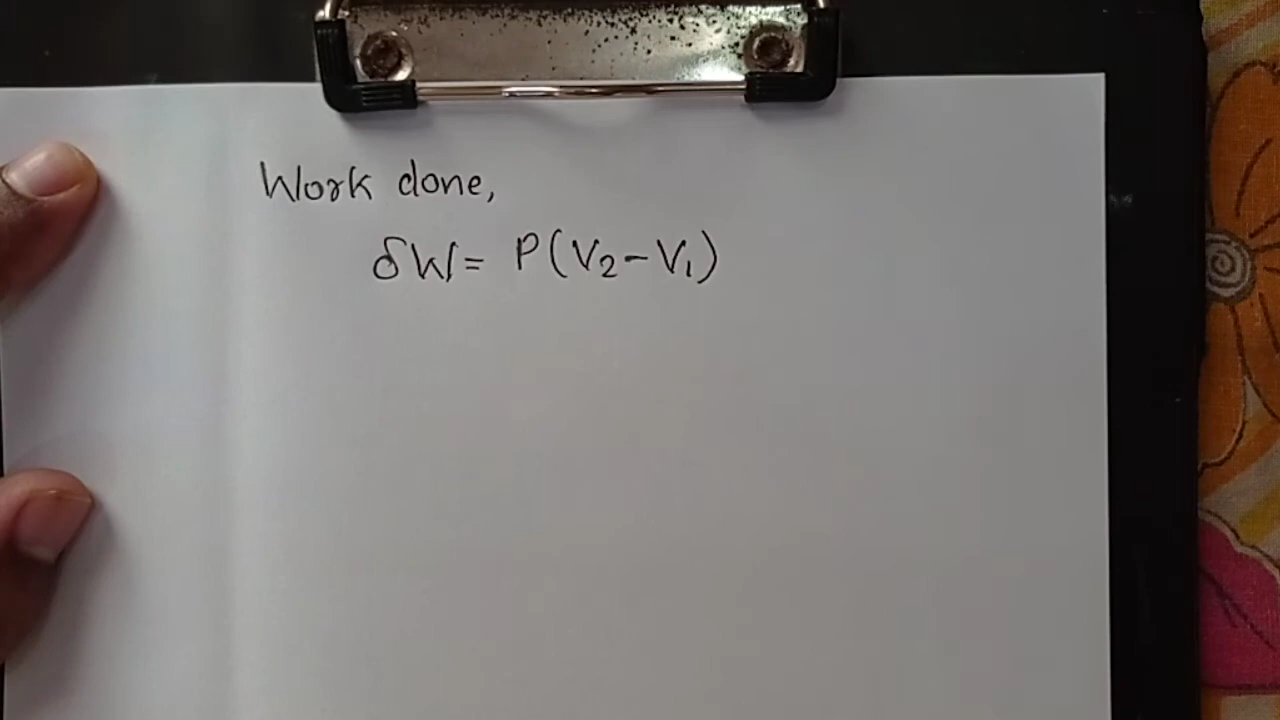 Work done,
δW = P(V₂-V₁)